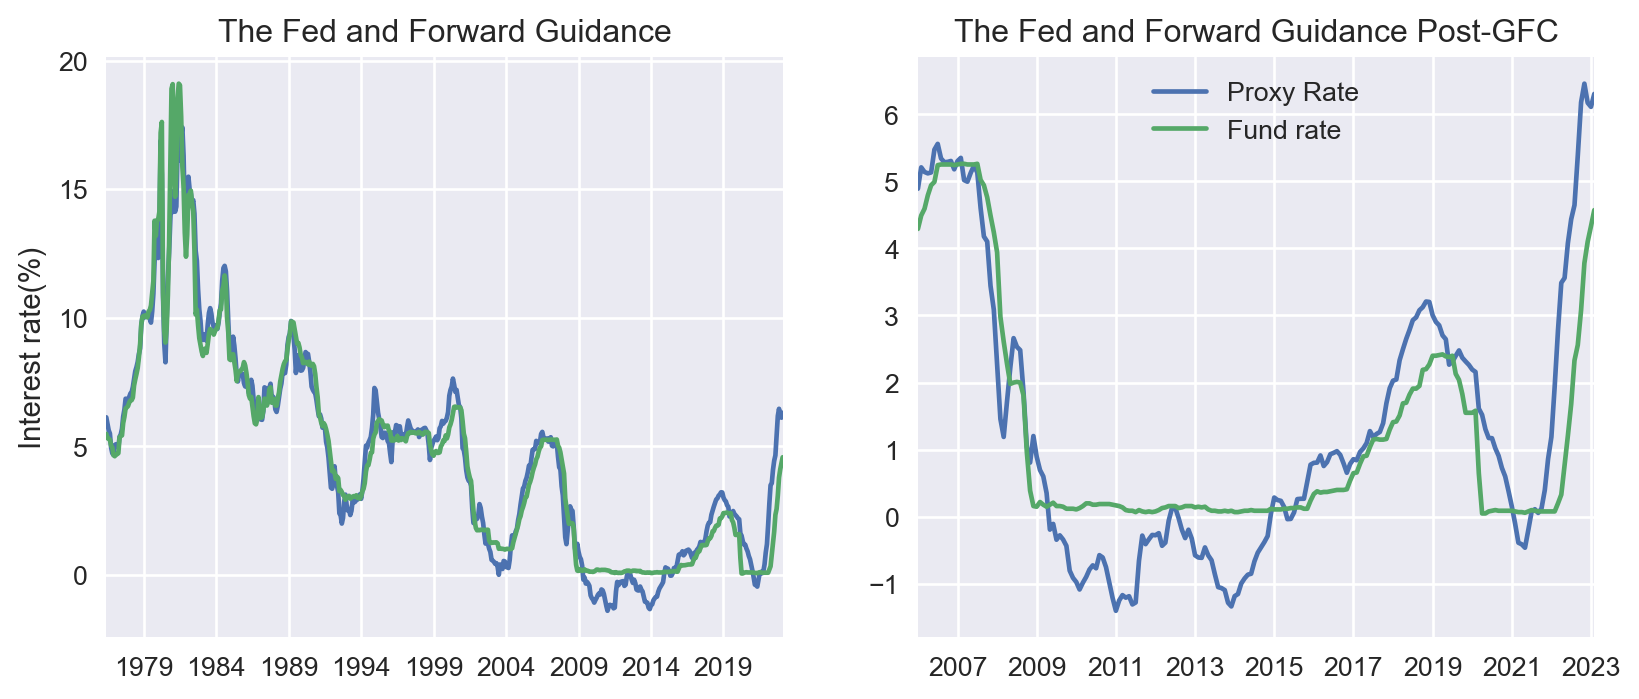 The Fed and Forward Guidance
20
15
10
5
0
Interest rate(%)
1979 1984 1989 1994 1999 2004 2009 2014 2019
The Fed and Forward Guidance Post-GFC
Proxy Rate
Fund rate
6
5
4
3
2
1
0
−1
2007 2009 2011 2013 2015 2017 2019 2021 2023